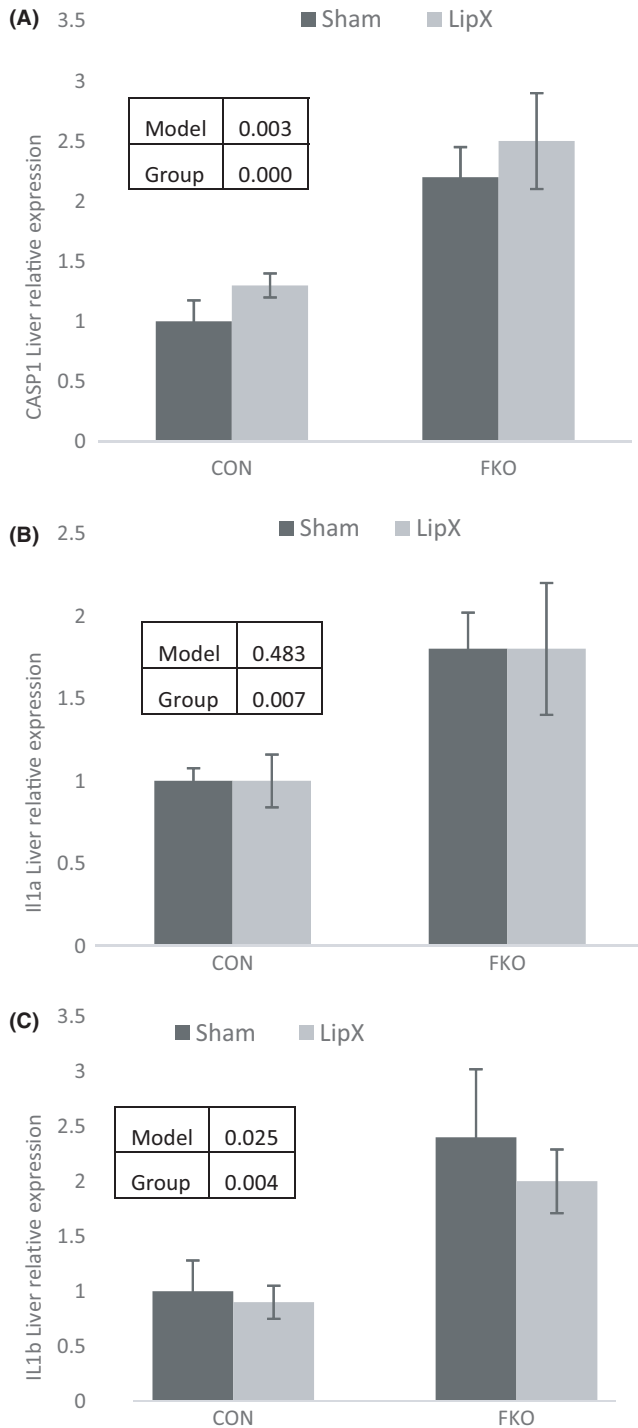 (A)
3.5
Sham LipX
3
2.5
2
1.5
1
0.5
0
CASP1 Liver relative expression
Model 0.003
Group 0.000
CON FKO
(B)
2.5
Sham LipX
2
1.5
1
0.5
0
Il1a Liver relative expression
Model 0.483
Group 0.007
CON FKO
(C)
3.5
Sham LipX
3
2.5
2
1.5
1
0.5
0
IL1b Liver relative expression
Model 0.025
Group 0.004
CON FKO